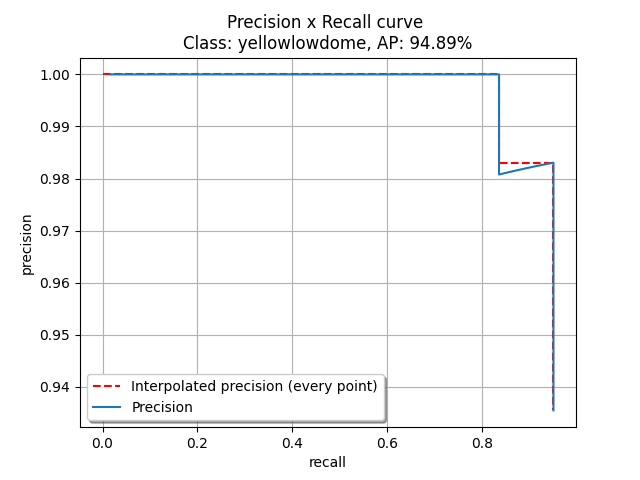 Precision x Recall curve
Class: yellowlowdome, AP: 94.89%
1.00
0.99
0.98
0.97
0.96
0.95
0.94
precision
Interpolated precision (every point)
Precision
0.0 0.2 0.4 0.6 0.8
recall